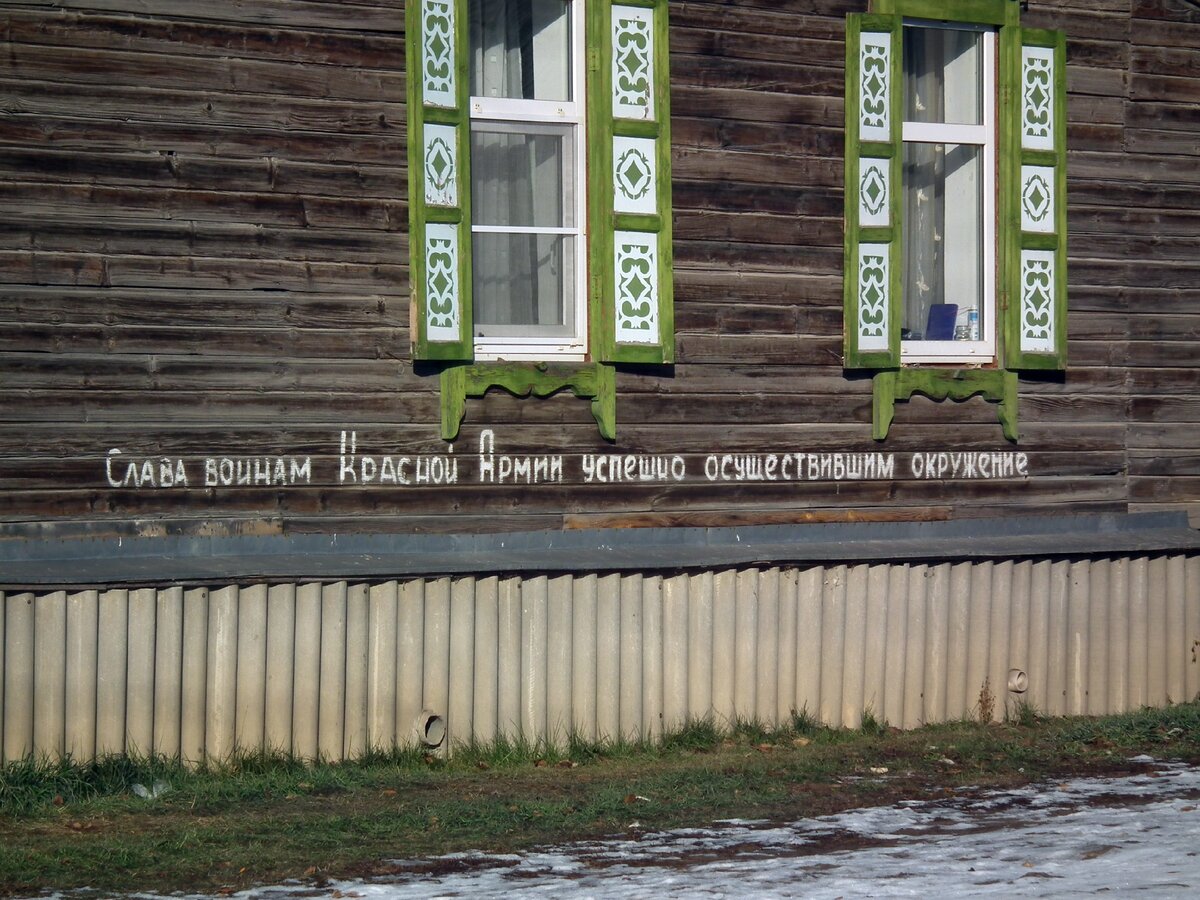 Слава воинам Красной Армии успешно осуществившим окружение